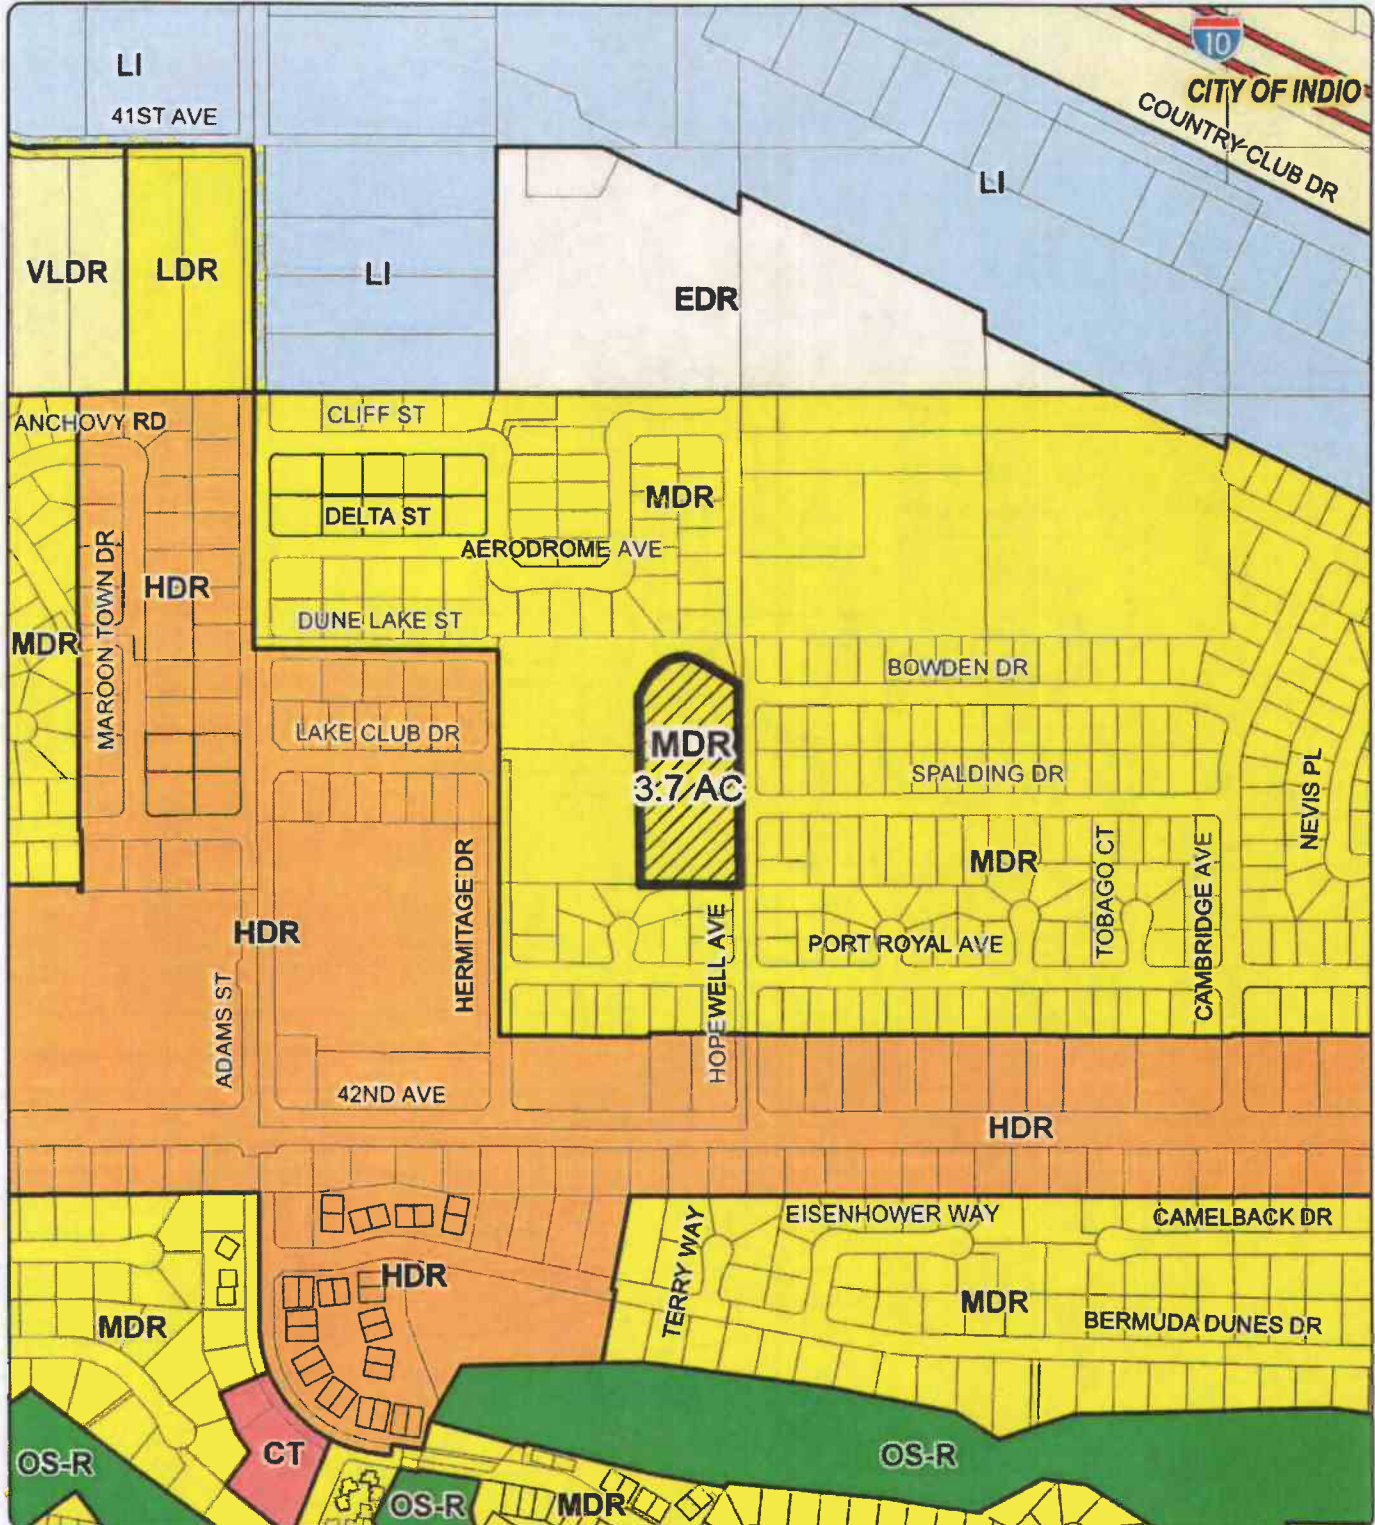 10
CITY OF INDIO
COUNTRY CLUB DR
LI
41ST AVE
LI
VLDR
LDR
LI
EDR
ANCHOVY RD
CLIFF ST
MDR
DELTA ST
AERODROME AVE
MAROON TOWN DR
HDR
DUNE LAKE ST
MDR
BOWDEN DR
LAKE CLUB DR
MDR
3.7 AC
SPALDING DR
NEVIS PL
MDR
TOBAGO CT
CAMBRIDGE AVE
HERMITAGE DR
HDR
HOPEWELL AVE
PORT ROYAL AVE
ADAMS ST
42ND AVE
HDR
EISENHOWER WAY
CAMELBACK DR
TERRY WAY
HDR
MDR
MDR
BERMUDA DUNES DR
OS-R
CT
OS-R
OS-R
MDR